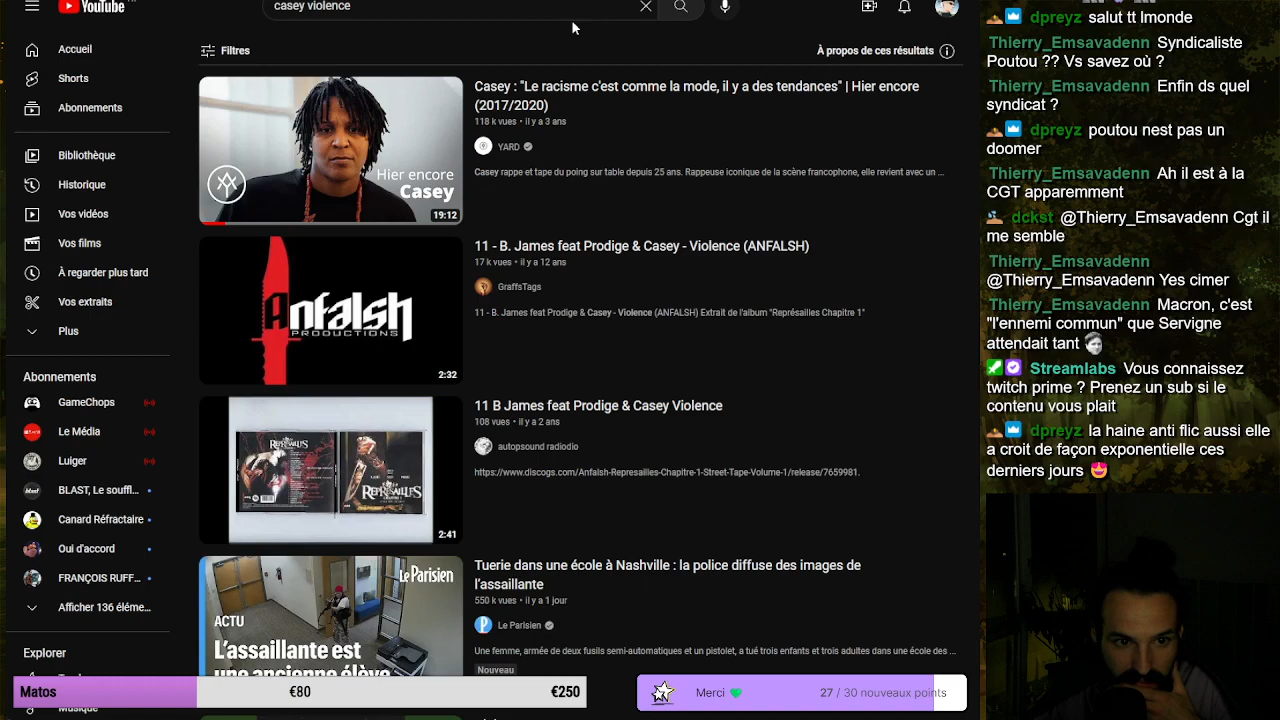 YouTube
casey violence
Accueil
Shorts
Abonnements
Bibliothèque
Historique
Vos vidéos
Vos films
À regarder plus tard
Vos extraits
Plus
Abonnements
GameChops
Le Média
Luiger
BLAST, Le souffl...
Canard Réfractaire
Oui d'accord
FRANÇOIS RUFF...
Afficher 136 éléme...
Explorer
Filtres
À propos de ces résultats
Hier encore
Casey
19:12
Casey : "Le racisme c'est comme la mode, il y a des tendances" | Hier encore
(2017/2020)
118 k vues • il y a 3 ans
YARD
Casey rappe et tape du poing sur table depuis 25 ans. Rappeuse iconique de la scène francophone, elle revient avec un ...
Anfalsh
PRODUCTIONS
2:32
11 - B. James feat Prodige & Casey - Violence (ANFALSH)
17 k vues • il y a 12 ans
GraffsTags
11 - B. James feat Prodige & Casey - Violence (ANFALSH) Extrait de l'album "Représailles Chapitre 1"
REPRESAILLES
REPRESAILLES
2:41
11 B James feat Prodige & Casey Violence
108 vues • il y a 2 ans
autopsound radiodio
https://www.discogs.com/Anfalsh-Represailles-Chapitre-1-Street-Tape-Volume-1/release/7659981.
Le Parisien
ACTU
L'assaillante est
une ancienne élève
Tuerie dans une école à Nashville : la police diffuse des images de
l'assaillante
550 k vues • il y a 1 jour
Le Parisien
Une femme, armée de deux fusils semi-automatiques et un pistolet, a tué trois enfants et trois adultes dans une école des ...
Nouveau
Matos
€80
€250
Merci
27 / 30 nouveaux points
dpreyz salut tt lmonde
Thierry_Emsavadenn Syndicaliste
Poutou ?? Vs savez où ?
Thierry_Emsavadenn Enfin ds quel
syndicat ?
dpreyz poutou nest pas un
doomer
Thierry_Emsavadenn Ah il est à la
CGT apparemment
dckst @Thierry_Emsavadenn Cgt il
me semble
Thierry_Emsavadenn
@Thierry_Emsavadenn Yes cimer
Thierry_Emsavadenn Macron, c'est
"l'ennemi commun" que Servigne
attendait tant
Streamlabs Vous connaissez
twitch prime ? Prenez un sub si le
contenu vous plait
dpreyz la haine anti flic aussi elle
a croit de façon exponentielle ces
derniers jours 😍